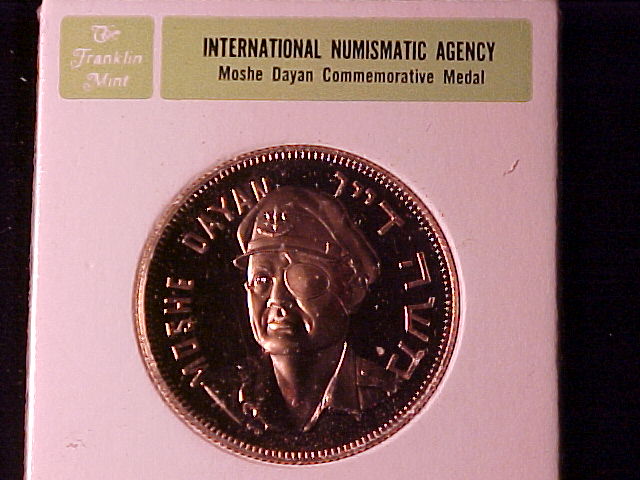 The
Franklin
Mint
INTERNATIONAL NUMISMATIC AGENCY
Moshe Dayan Commemorative Medal
MOSHE DAYAN
משה דיין